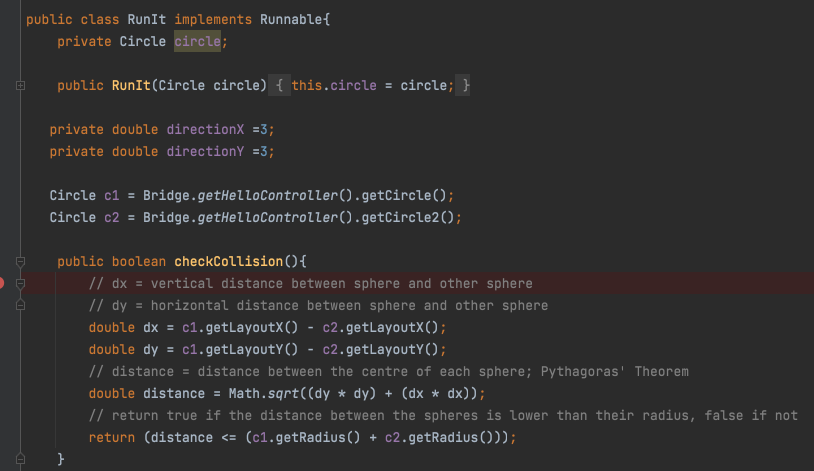 public class RunIt implements Runnable{
    private Circle circle;

    public RunIt(Circle circle) { this.circle = circle; }

   private double directionX =3;
   private double directionY =3;

   Circle c1 = Bridge.getHelloController().getCircle();
   Circle c2 = Bridge.getHelloController().getCircle2();

    public boolean checkCollision(){
        // dx = vertical distance between sphere and other sphere
        // dy = horizontal distance between sphere and other sphere
        double dx = c1.getLayoutX() - c2.getLayoutX();
        double dy = c1.getLayoutY() - c2.getLayoutY();
        // distance = distance between the centre of each sphere; Pythagoras' Theorem
        double distance = Math.sqrt((dy * dy) + (dx * dx));
        // return true if the distance between the spheres is lower than their radius, false if not
        return (distance <= (c1.getRadius() + c2.getRadius()));
    }